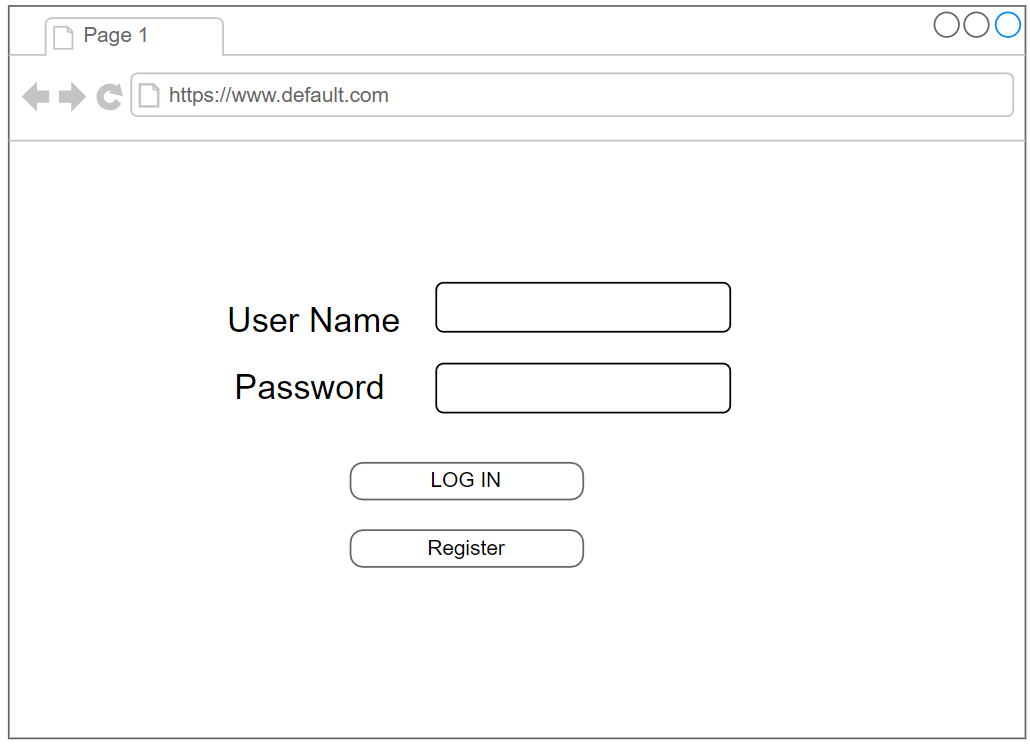 Page 1
https://www.default.com
User Name
Password
LOG IN
Register